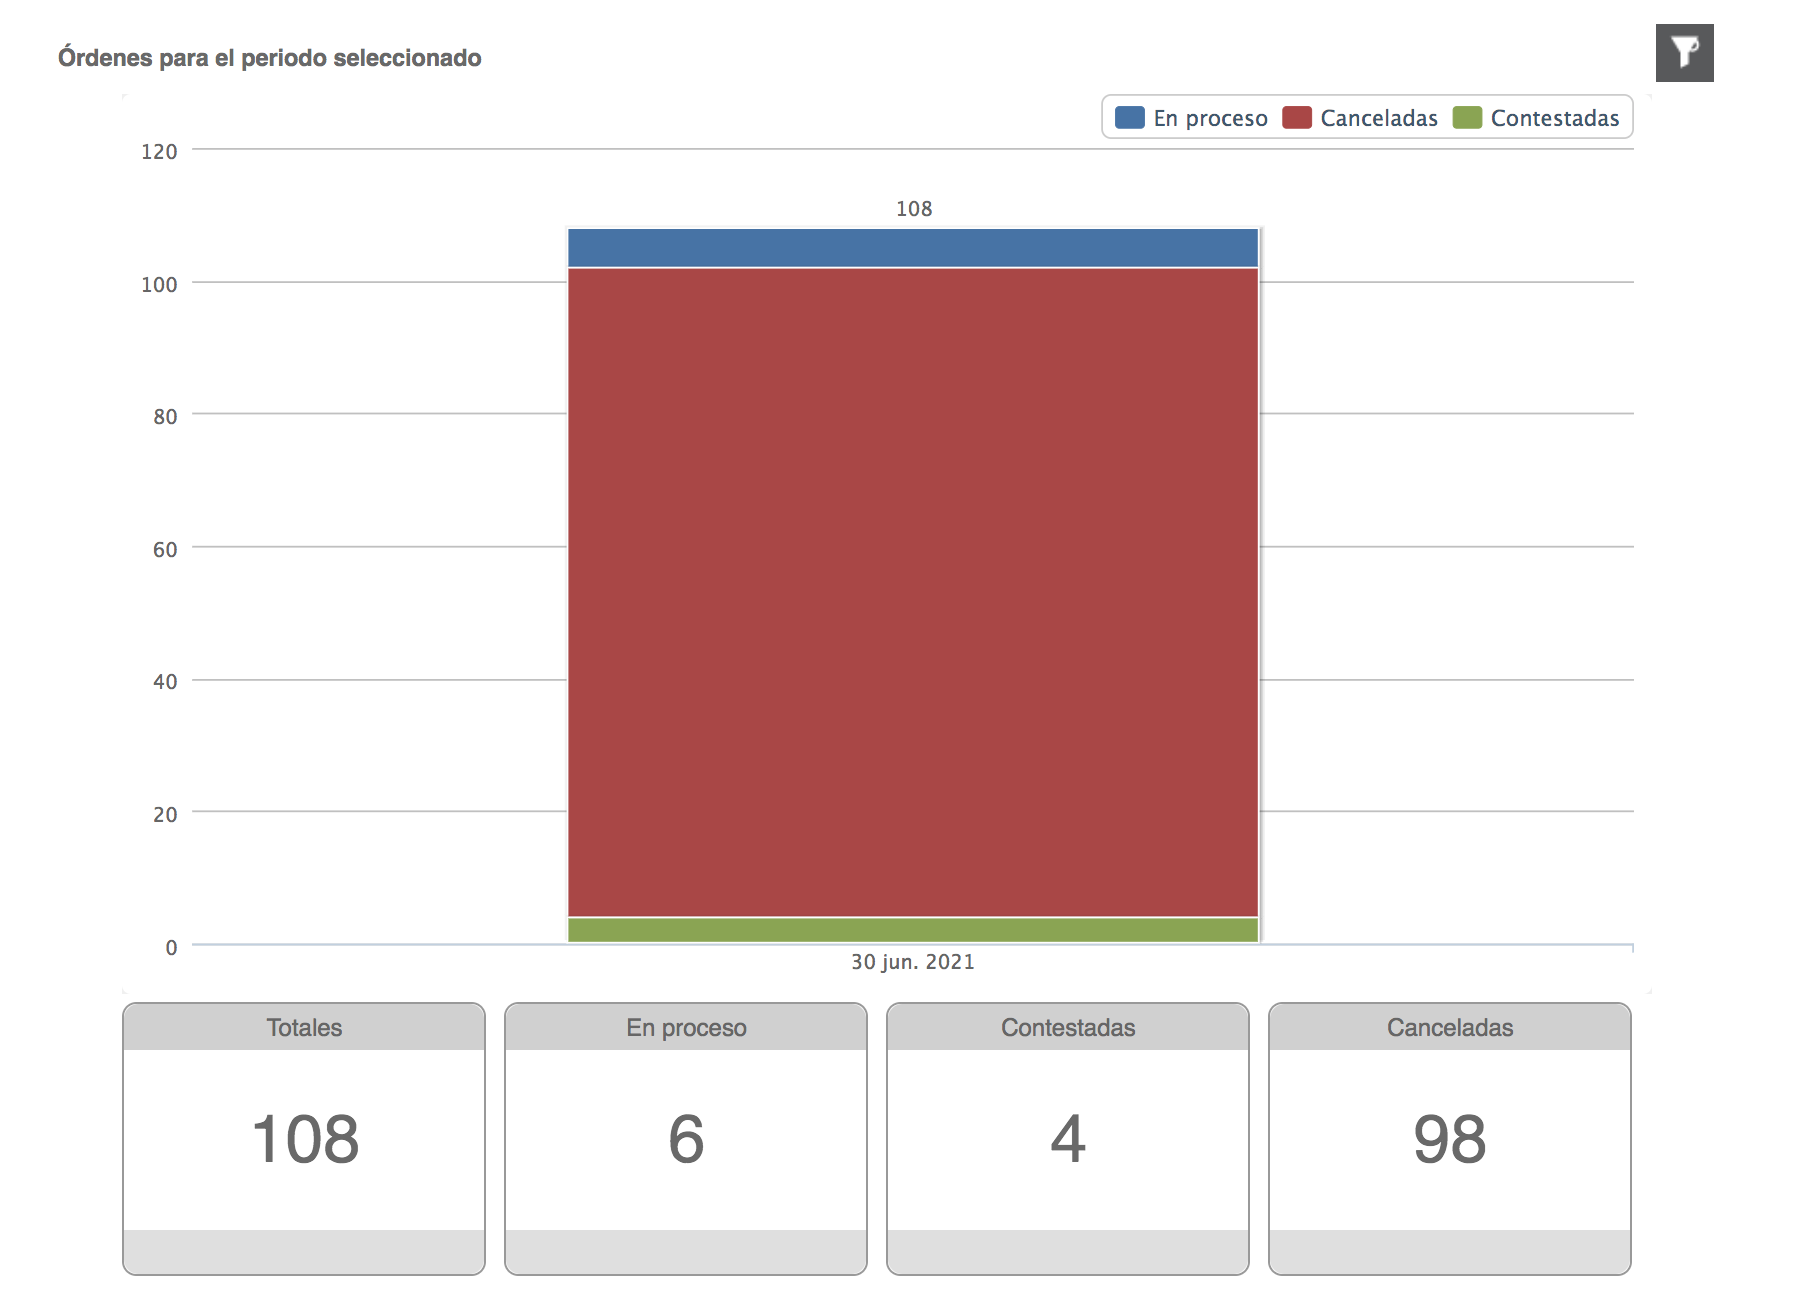 Órdenes para el periodo seleccionado
En proceso Canceladas Contestadas
120
108
100
80
60
40
20
0
30 jun. 2021
Totales En proceso Contestadas Canceladas
108 6 4 98